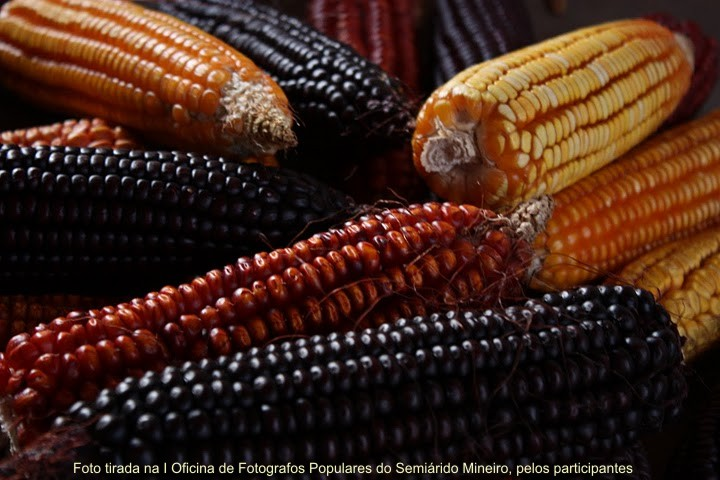 Foto tirada na I Oficina de Fotografos Populares do Semiárido Mineiro, pelos participantes